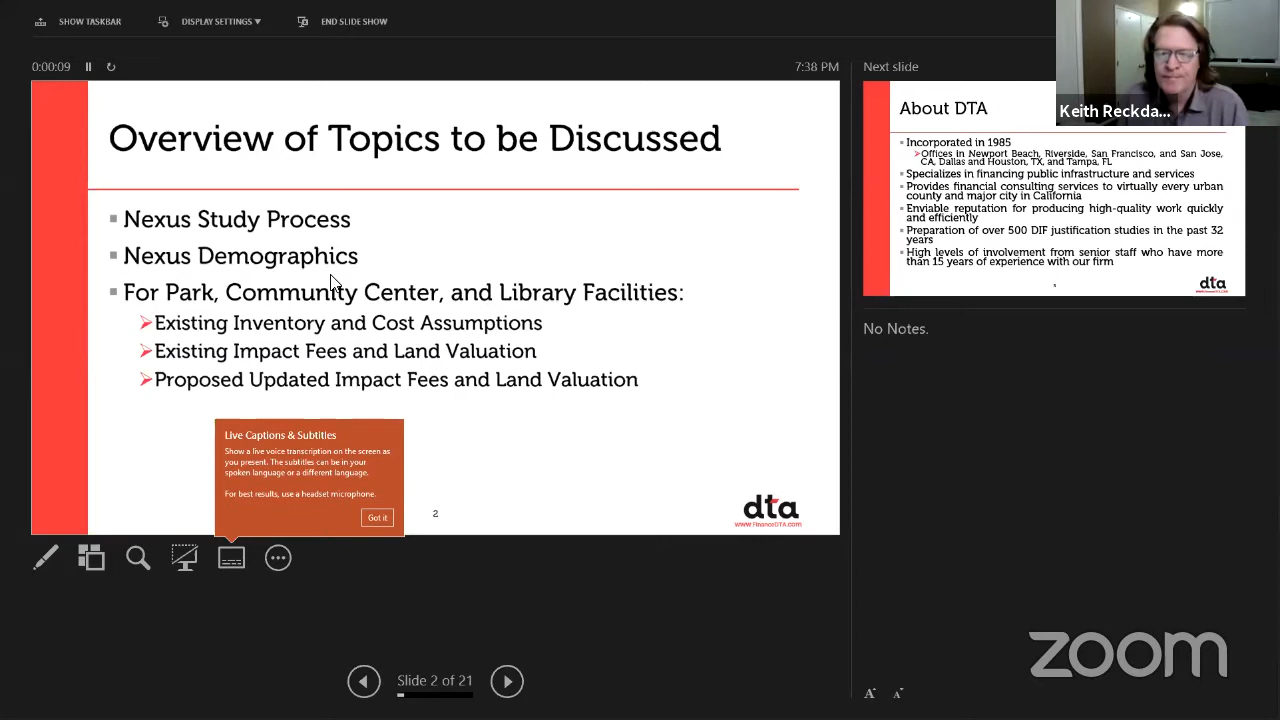 SHOW TASKBAR
DISPLAY SETTINGS
END SLIDE SHOW
0:00:09
7:38 PM
Overview of Topics to be Discussed
Nexus Study Process
Nexus Demographics
For Park, Community Center, and Library Facilities:
Existing Inventory and Cost Assumptions
Existing Impact Fees and Land Valuation
Proposed Updated Impact Fees and Land Valuation
Live Captions & Subtitles
Show a live voice transcription on the screen as
you present. The subtitles can be in your
spoken language or a different language.
For best results, use a headset microphone.
Got it
2
dta
www.FinanceDTA.com
Slide 2 of 21
Next slide
Keith Reckda...
About DTA
Incorporated in 1985
Offices in Newport Beach, Riverside, San Francisco, and San Jose,
CA, Dallas and Houston, TX, and Tampa, FL
Specializes in financing public infrastructure and services
Provides financial consulting services to virtually every urban
county and major city in California
Enviable reputation for producing high-quality work quickly
and efficiently
Preparation of over 500 DIF justification studies in the past 32
years
High levels of involvement from senior staff who have more
than 15 years of experience with our firm
dta
No Notes.
zoom
A A